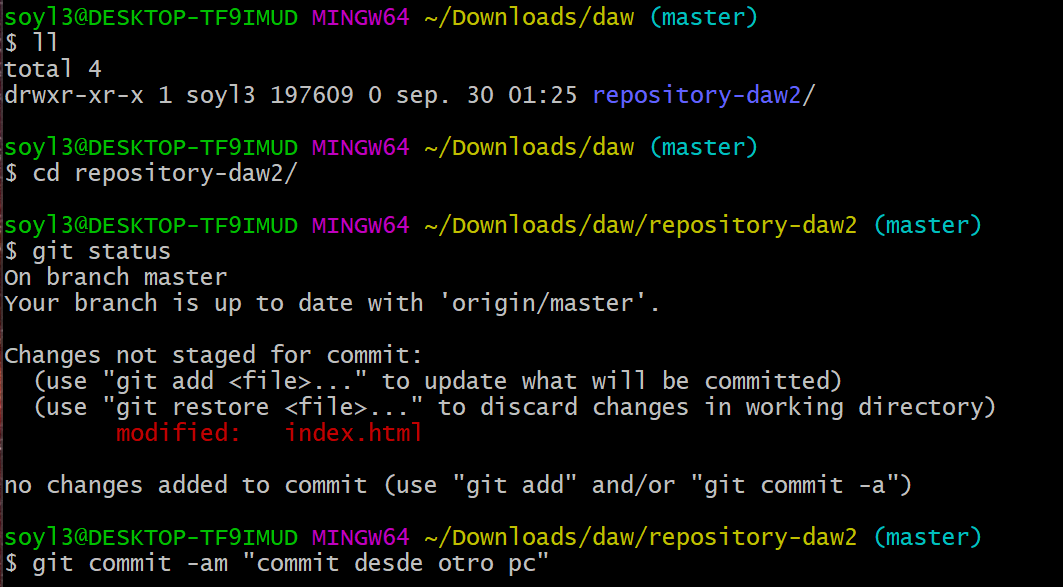 soyl3@DESKTOP-TF9IMUD MINGW64 ~/Downloads/daw (master)
$ ll
total 4
drwxr-xr-x 1 soyl3 197609 0 sep. 30 01:25 repository-daw2/

soyl3@DESKTOP-TF9IMUD MINGW64 ~/Downloads/daw (master)
$ cd repository-daw2/

soyl3@DESKTOP-TF9IMUD MINGW64 ~/Downloads/daw/repository-daw2 (master)
$ git status
On branch master
Your branch is up to date with 'origin/master'.

Changes not staged for commit:
  (use "git add <file>..." to update what will be committed)
  (use "git restore <file>..." to discard changes in working directory)
        modified:   index.html

no changes added to commit (use "git add" and/or "git commit -a")

soyl3@DESKTOP-TF9IMUD MINGW64 ~/Downloads/daw/repository-daw2 (master)
$ git commit -am "commit desde otro pc"